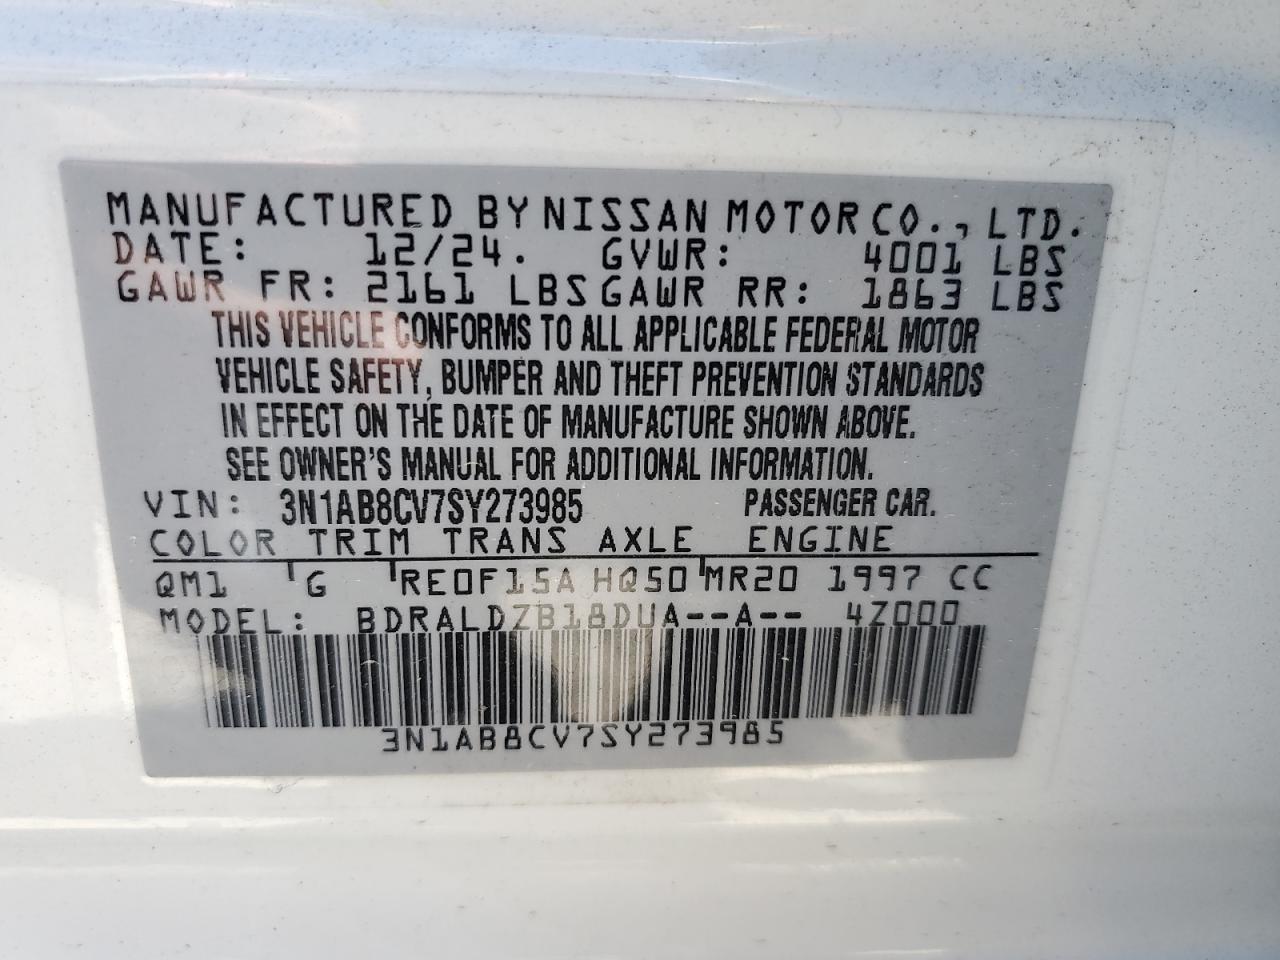 MANUFACTURED BY NISSAN MOTOR CO., LTD.
DATE: 12/24. GVWR: 4001 LBS
GAWR FR: 2161 LBS GAWR RR: 1863 LBS
THIS VEHICLE CONFORMS TO ALL APPLICABLE FEDERAL MOTOR
VEHICLE SAFETY, BUMPER AND THEFT PREVENTION STANDARDS
IN EFFECT ON THE DATE OF MANUFACTURE SHOWN ABOVE.
SEE OWNER'S MANUAL FOR ADDITIONAL INFORMATION.
VIN: 3N1AB8CV7SY273985 PASSENGER CAR.
COLOR TRIM TRANS AXLE ENGINE
QM1 G RE0F15A HQ50 MR20 1997 CC
MODEL: BDRALDZB18DUA--A-- 4Z000
3N1AB8CV7SY273985